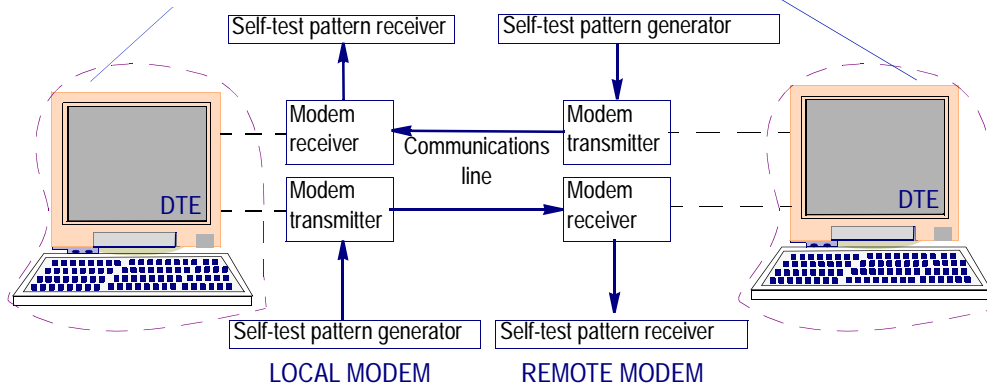 Self-test pattern receiver
Self-test pattern generator
Modem
receiver
Modem
transmitter
Communications
line
DTE
Modem
transmitter
Modem
receiver
DTE
Self-test pattern generator
Self-test pattern receiver
LOCAL MODEM
REMOTE MODEM